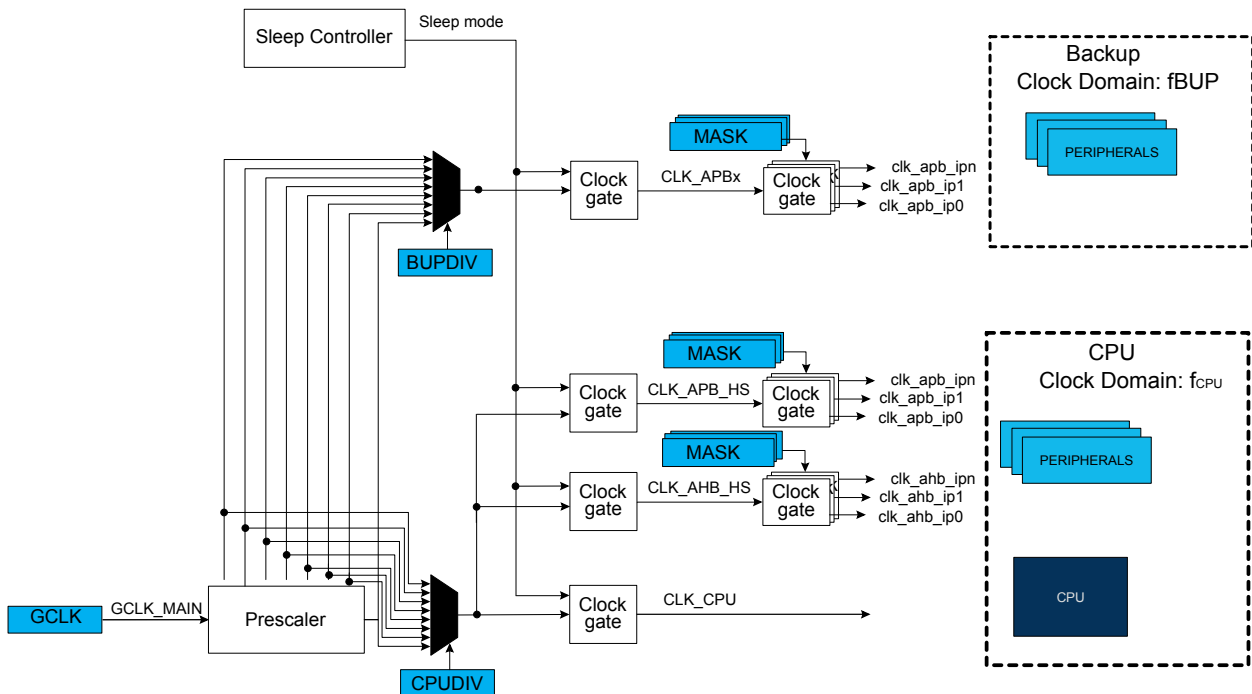 Sleep mode
Sleep Controller
Backup
Clock Domain: fBUP
PERIPHERALS
MASK
Clock
gate
CLK_APBx
Clock
gate
clk_apb_ipn
clk_apb_ip1
clk_apb_ip0
BUPDIV
CPU
Clock Domain: fCPU
PERIPHERALS
CPU
MASK
Clock
gate
CLK_APB_HS
Clock
gate
clk_apb_ipn
clk_apb_ip1
clk_apb_ip0
MASK
Clock
gate
CLK_AHB_HS
Clock
gate
clk_ahb_ipn
clk_ahb_ip1
clk_ahb_ip0
GCLK
GCLK_MAIN
Prescaler
Clock
gate
CLK_CPU
CPUDIV